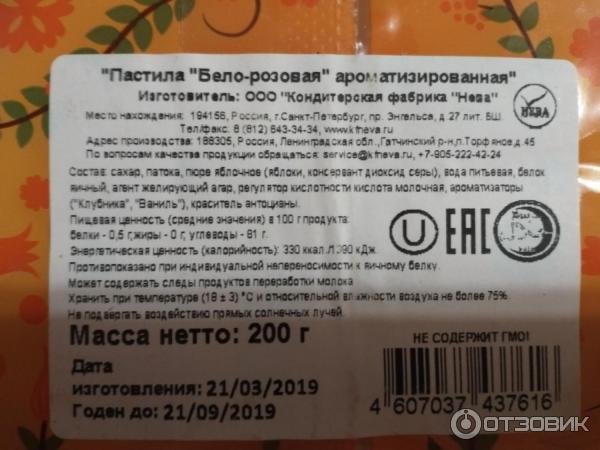 "Пастила "Бело-розовая" ароматизированная"
Изготовитель: ООО "Кондитерская фабрика "Нева"
НЕВА
Место нахождения: 194156, Россия, г.Санкт-Петербург, пр. Энгельса, д.27 лит. БШ.
Тел/факс. 8 (812) 643-34-34, www.kfneva.ru
Адрес производства: 188305, Россия, Ленинградская обл., Гатчинский р-н,п.Торфяное,д.45
По вопросам качества продукции обращаться: service@kfneva.ru, +7-905-222-42-24
Состав: сахар, патока, пюре яблочное (яблоки, консервант диоксид серы), вода питьевая, белок
яичный, агент желирующий агар, регулятор кислотности кислота молочная, ароматизаторы
("Клубника", "Ваниль"), краситель антоцианы.
Пищевая ценность (средние значения) в 100 г продукта:
белки - 0,5 г,жиры - 0 г, углеводы - 81 г.
Энергетическая ценность (калорийность): 330 ккал./1390 кДж.
Противопоказано при индивидуальной непереносимости к яичному белку.
Может содержать следы продуктов переработки молока
Хранить при температуре (18 ± 3) °С и относительной влажности воздуха не более 75%.
Не подвергать воздействию прямых солнечных лучей.
U EAC
Масса нетто: 200 г
НЕ СОДЕРЖИТ ГМО!
Дата
изготовления: 21/03/2019
Годен до: 21/09/2019
4 607037 437616
ОТЗОВИК